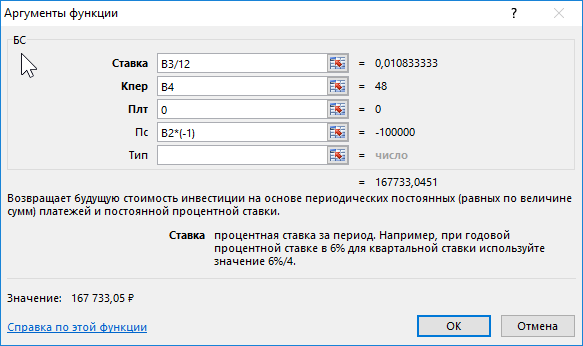 Аргументы функции ? ×
БС
Ставка B3/12 = 0,010833333
Кпер B4 = 48
Плт 0 = 0
Пс B2*(-1) = -100000
Тип = число
= 167733,0451
Возвращает будущую стоимость инвестиции на основе периодических постоянных (равных по величине
сумм) платежей и постоянной процентной ставки.
Ставка процентная ставка за период. Например, при годовой
процентной ставке в 6% для квартальной ставки используйте
значение 6%/4.
Значение: 167 733,05 ₽
Справка по этой функции
ОК Отмена